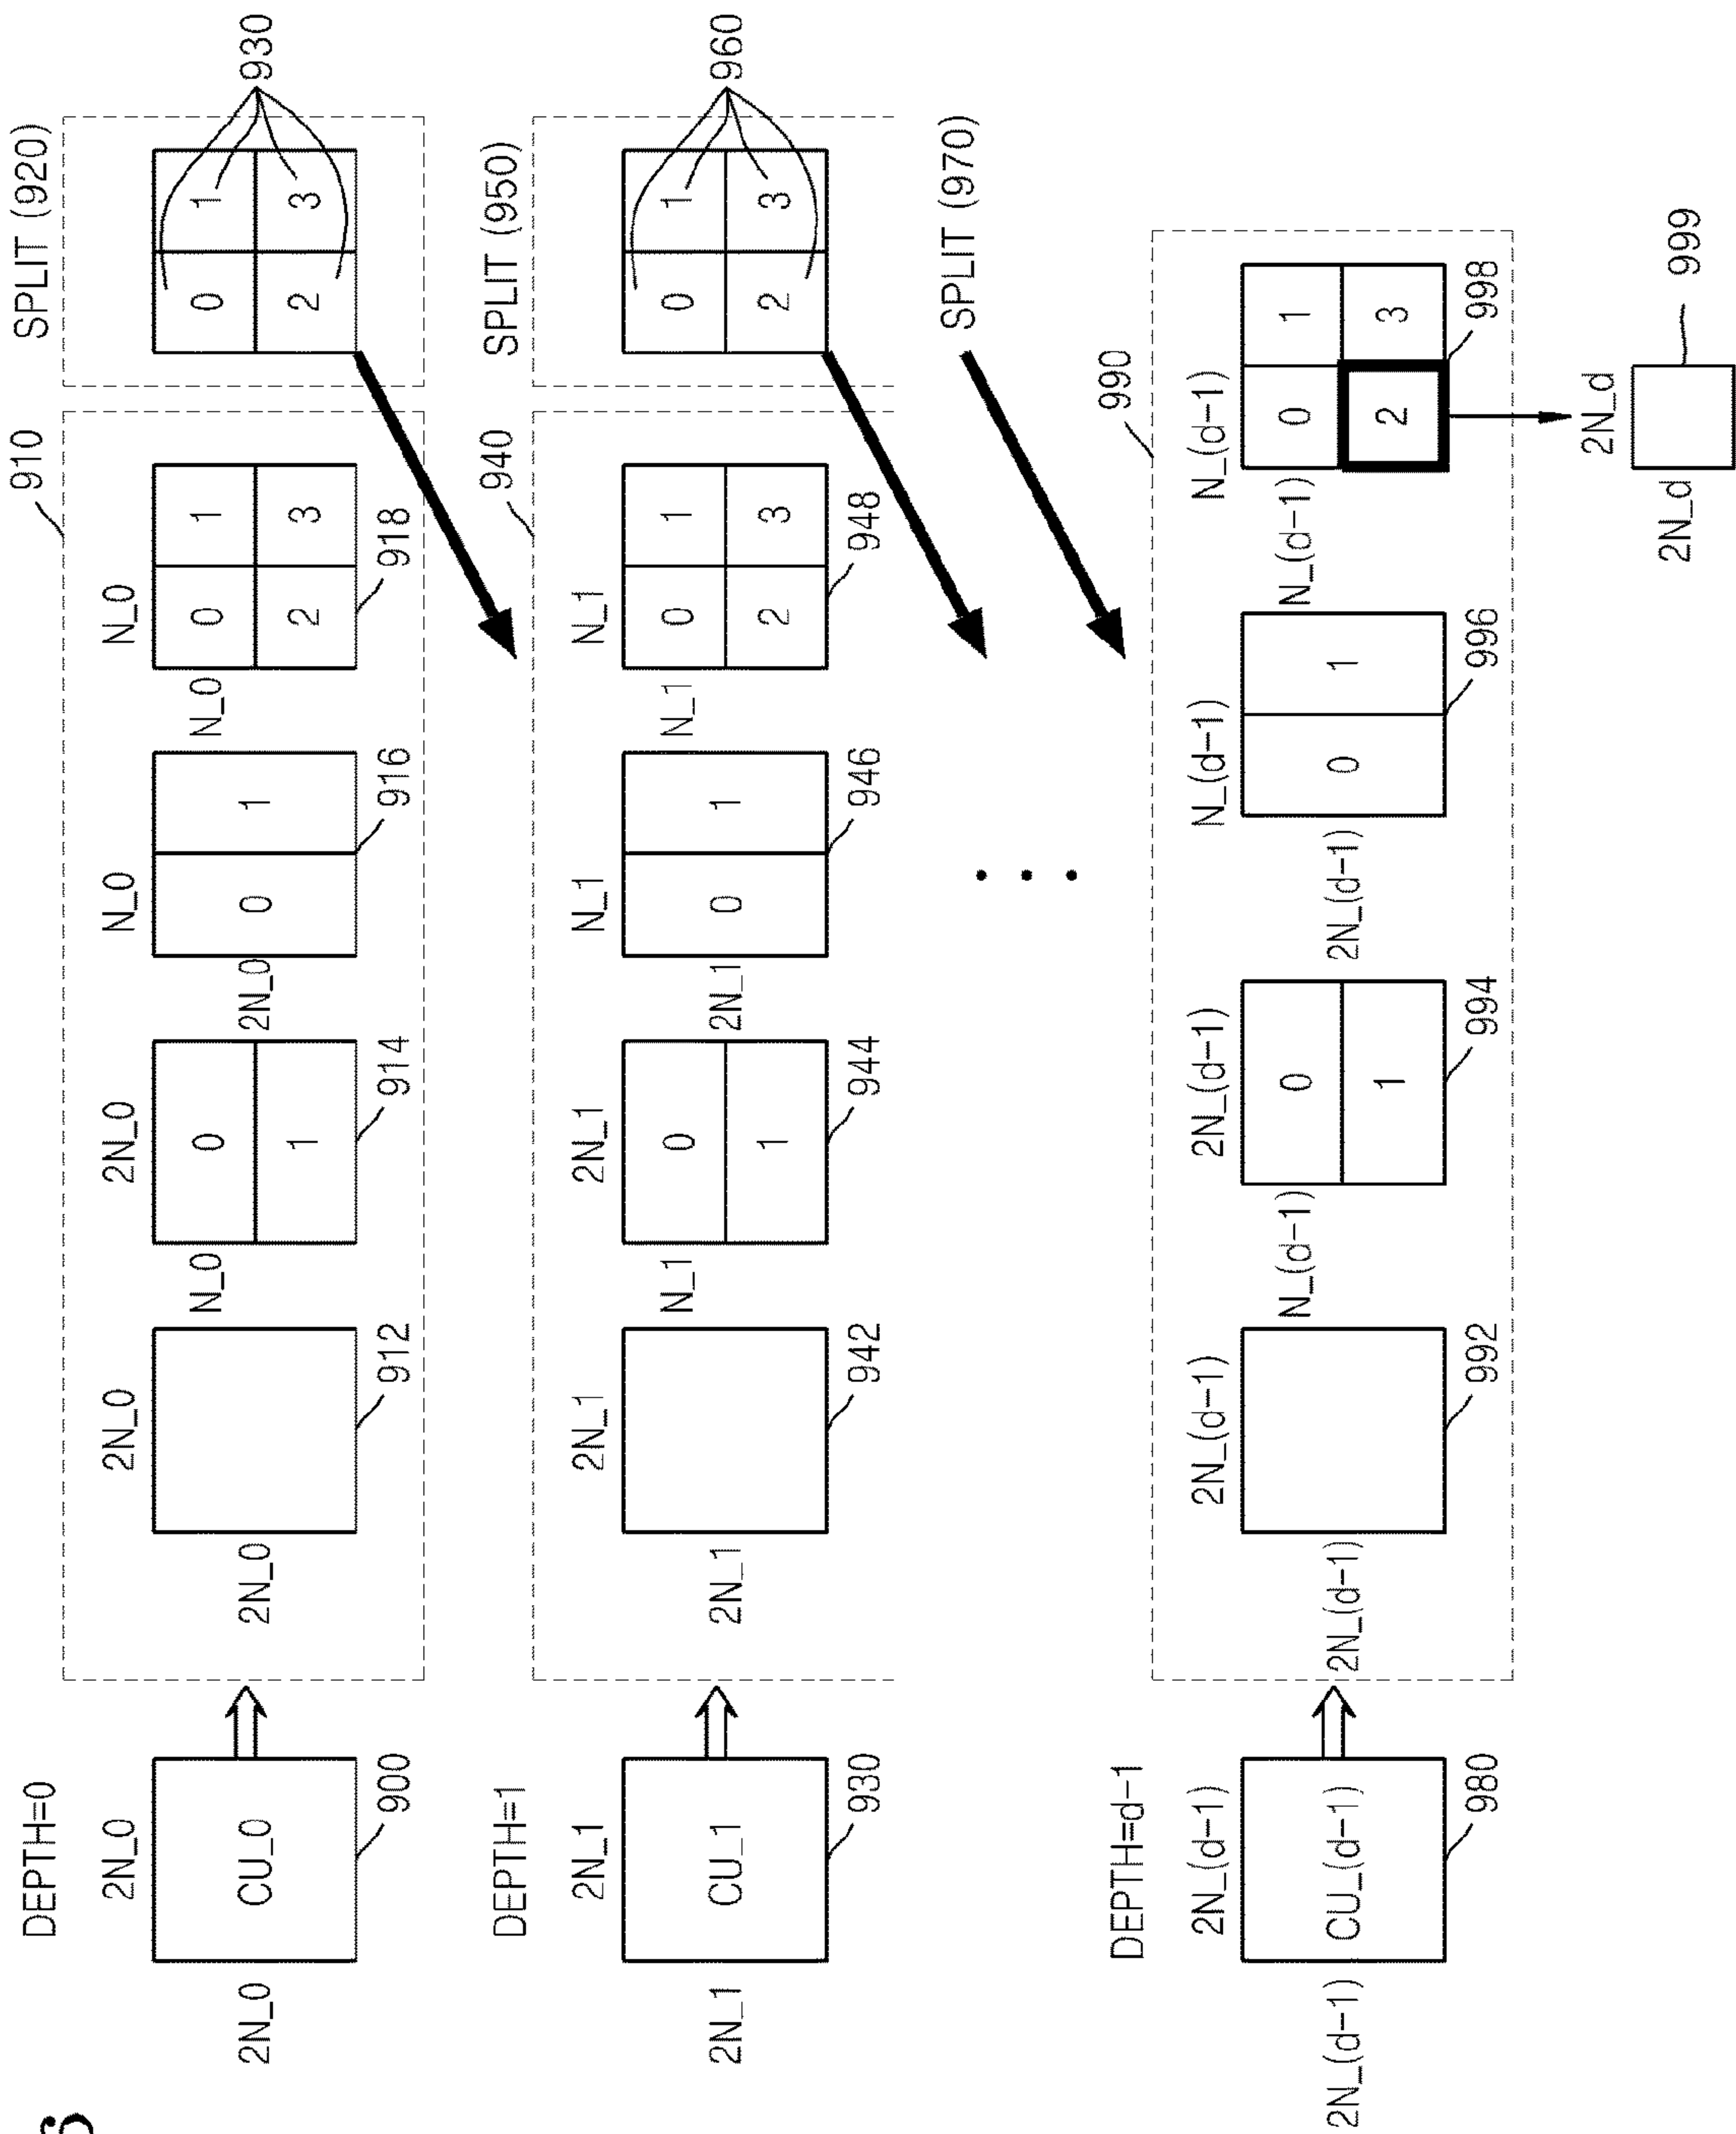 DEPTH=0
2N_0
2N_0
CU_0
900
910
2N_0
2N_0
912
2N_0
N_0
0
1
914
N_0
2N_0
0
1
916
N_0
N_0
0
1
2
3
918
SPLIT (920)
0
1
2
3
930
DEPTH=1
2N_1
2N_1
CU_1
930
940
2N_1
2N_1
942
2N_1
N_1
0
1
944
N_1
2N_1
0
1
946
N_1
N_1
0
1
2
3
948
SPLIT (950)
0
1
2
3
960
SPLIT (970)
DEPTH=d-1
2N_(d-1)
2N_(d-1)
CU_(d-1)
980
990
2N_(d-1)
2N_(d-1)
992
2N_(d-1)
N_(d-1)
0
1
994
N_(d-1)
2N_(d-1)
0
1
996
N_(d-1)
N_(d-1)
0
1
2
3
998
2N_d
2N_d
999